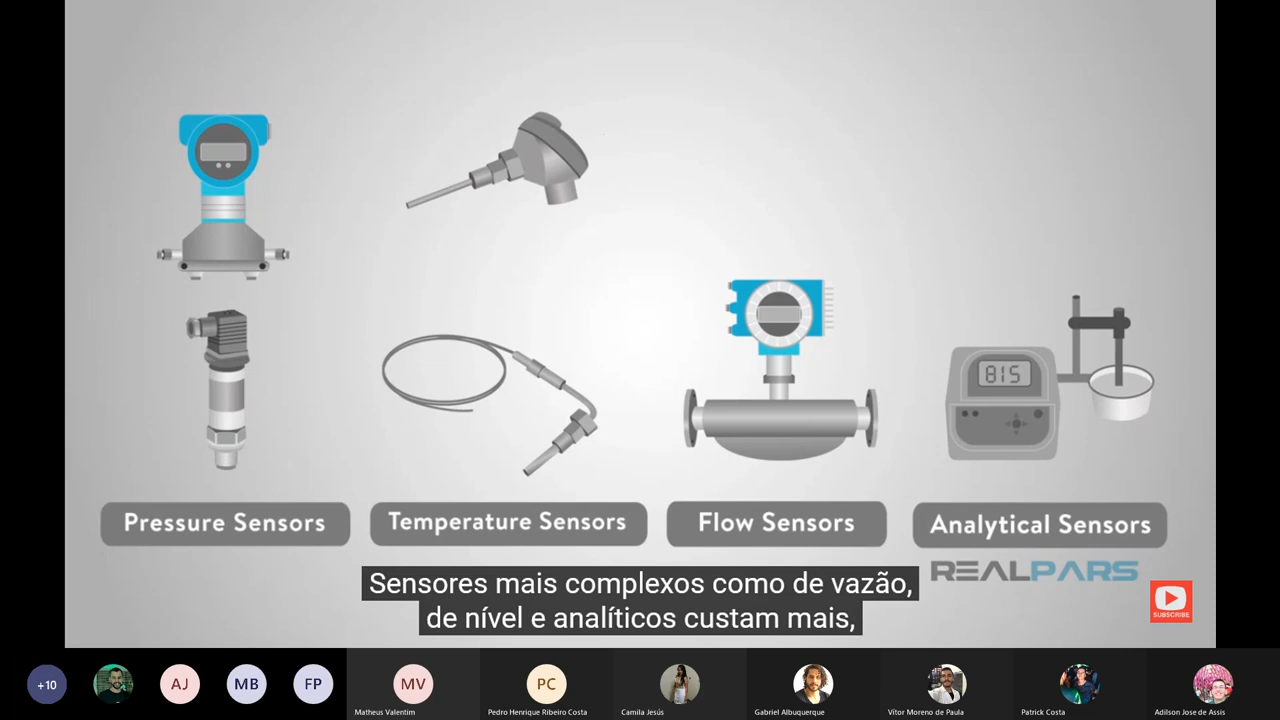 815
Pressure Sensors
Temperature Sensors
Flow Sensors
Analytical Sensors
REALPARS
Sensores mais complexos como de vazão,
de nível e analíticos custam mais,
SUBSCRIBE
+10
AJ
MB
FP
MV
PC
Matheus Valentim
Pedro Henrique Ribeiro Costa
Camila Jesús
Gabriel Albuquerque
Vítor Moreno de Paula
Patrick Costa
Adilson Jose de Assis